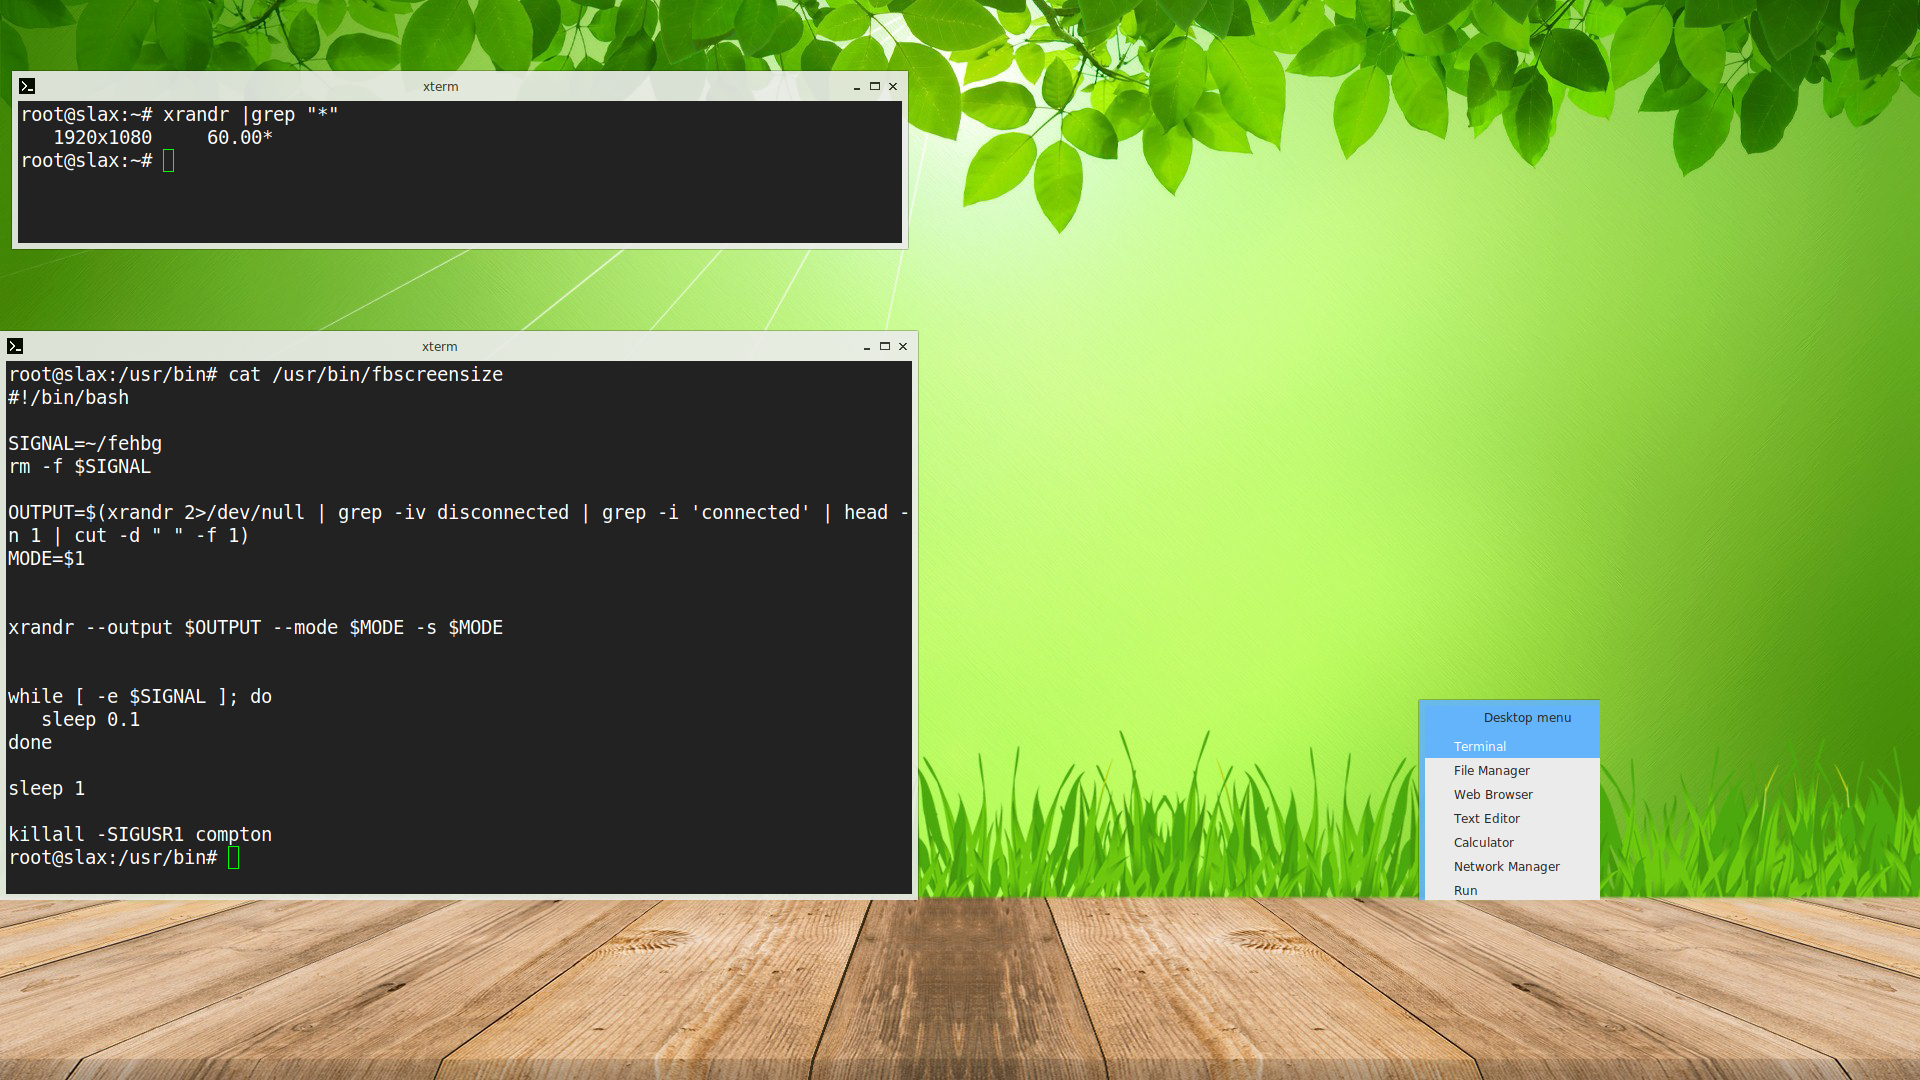 xterm
root@slax:~# xrandr |grep "*"
   1920x1080     60.00*
root@slax:~#
xterm
root@slax:/usr/bin# cat /usr/bin/fbscreensize
#!/bin/bash
SIGNAL=~/fehbg
rm -f $SIGNAL
OUTPUT=$(xrandr 2>/dev/null | grep -iv disconnected | grep -i 'connected' | head -
n 1 | cut -d " " -f 1)
MODE=$1
xrandr --output $OUTPUT --mode $MODE -s $MODE
while [ -e $SIGNAL ]; do
   sleep 0.1
done
sleep 1
killall -SIGUSR1 compton
root@slax:/usr/bin#
Desktop menu
Terminal
File Manager
Web Browser
Text Editor
Calculator
Network Manager
Run